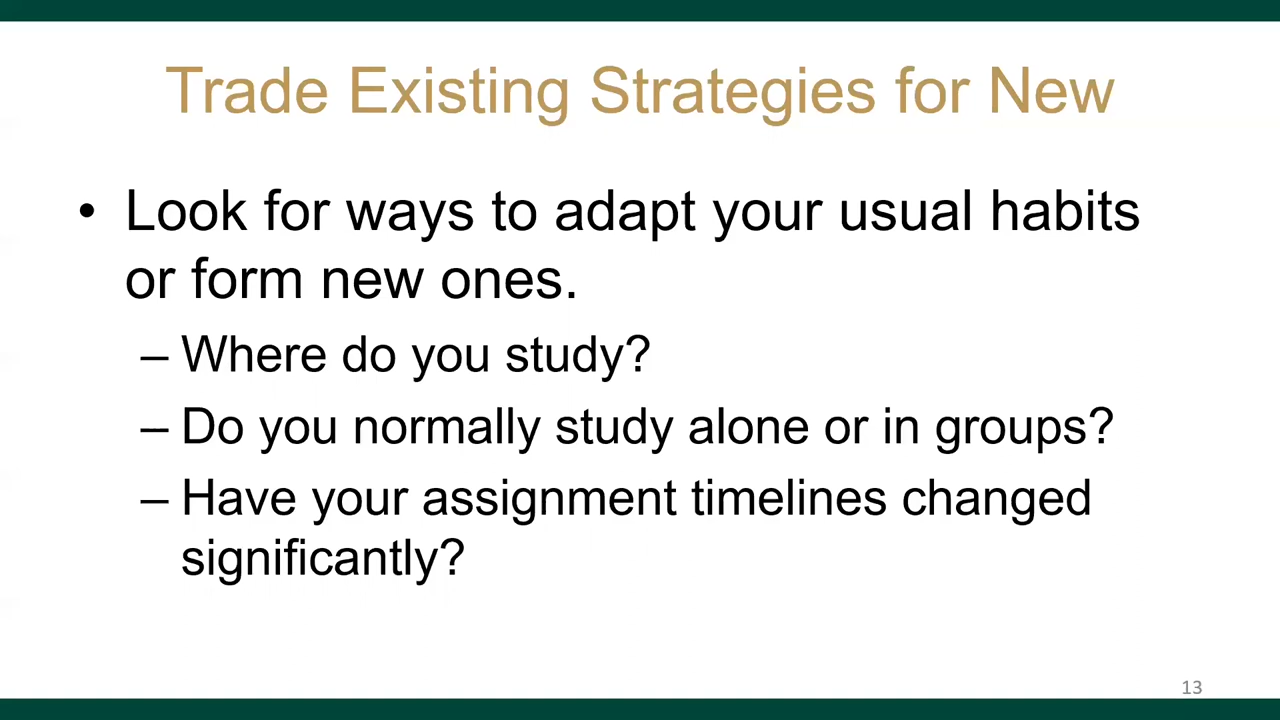 Trade Existing Strategies for New
• Look for ways to adapt your usual habits
or form new ones.
– Where do you study?
– Do you normally study alone or in groups?
– Have your assignment timelines changed
significantly?
13